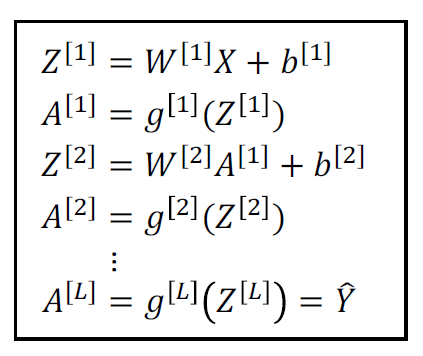 Z^[1] = W^[1]X + b^[1]
A^[1] = g^[1](Z^[1])
Z^[2] = W^[2]A^[1] + b^[2]
A^[2] = g^[2](Z^[2])
⋮
A^[L] = g^[L](Z^[L]) = Ŷ